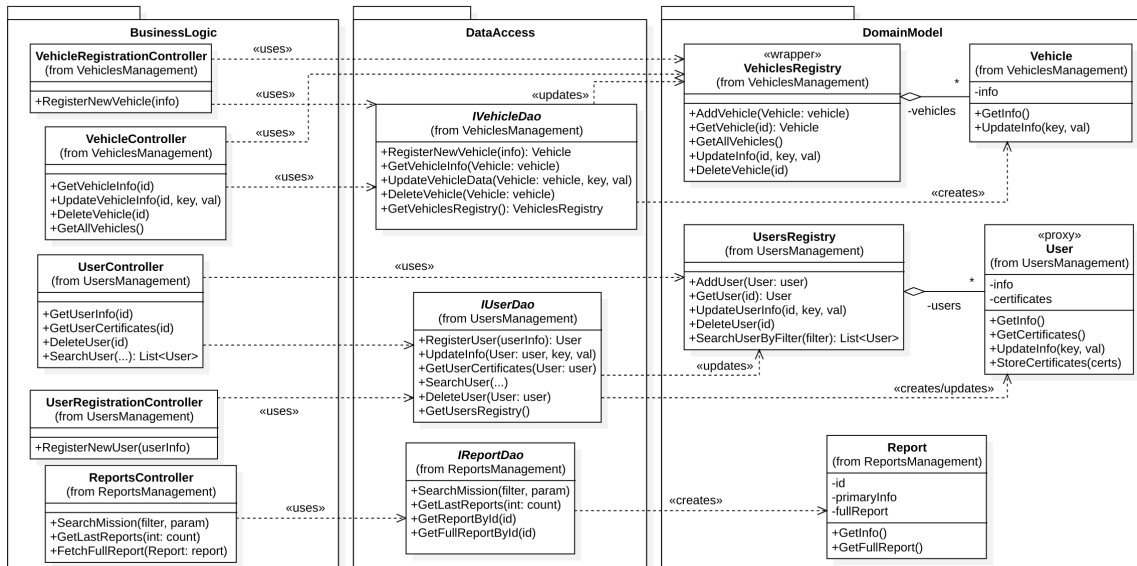 BusinessLogic
VehicleRegistrationController
(from VehiclesManagement)
+RegisterNewVehicle(info)
VehicleController
(from VehiclesManagement)
+GetVehicleInfo(id)
+UpdateVehicleInfo(id, key, val)
+DeleteVehicle(id)
+GetAllVehicles()
UserController
(from UsersManagement)
+GetUserInfo(id)
+GetUserCertificates(id)
+DeleteUser(id)
+SearchUser(...): List<User>
UserRegistrationController
(from UsersManagement)
+RegisterNewUser(userInfo)
ReportsController
(from ReportsManagement)
+SearchMission(filter, param)
+GetLastReports(int: count)
+FetchFullReport(Report: report)
«uses»
«uses»
«uses»
«uses»
«uses»
«uses»
«uses»
DataAccess
IVehicleDao
(from VehiclesManagement)
+RegisterNewVehicle(info): Vehicle
+GetVehicleInfo(Vehicle: vehicle)
+UpdateVehicleData(Vehicle: vehicle, key, val)
+DeleteVehicle(Vehicle: vehicle)
+GetVehiclesRegistry(): VehiclesRegistry
IUserDao
(from UsersManagement)
+RegisterUser(userInfo): User
+UpdateInfo(User: user, key, val)
+GetUserCertificates(User: user)
+SearchUser(...)
+DeleteUser(User: user)
+GetUsersRegistry()
IReportDao
(from ReportsManagement)
+SearchMission(filter, param)
+GetLastReports(int: count)
+GetReportById(id)
+GetFullReportById(id)
«updates»
«creates»
«updates»
«creates/updates»
«creates»
DomainModel
«wrapper»
VehiclesRegistry
(from VehiclesManagement)
+AddVehicle(Vehicle: vehicle)
+GetVehicle(id): Vehicle
+GetAllVehicles()
+UpdateInfo(id, key, val)
+DeleteVehicle(id)
*
-vehicles
Vehicle
(from VehiclesManagement)
-info
+GetInfo()
+UpdateInfo(key, val)
UsersRegistry
(from UsersManagement)
+AddUser(User: user)
+GetUser(id): User
+UpdateUserInfo(id, key, val)
+DeleteUser(id)
+SearchUserByFilter(filter): List<User>
*
-users
«proxy»
User
(from UsersManagement)
-info
-certificates
+GetInfo()
+GetCertificates()
+UpdateInfo(key, val)
+StoreCertificates(certs)
Report
(from ReportsManagement)
-id
-primaryInfo
-fullReport
+GetInfo()
+GetFullReport()